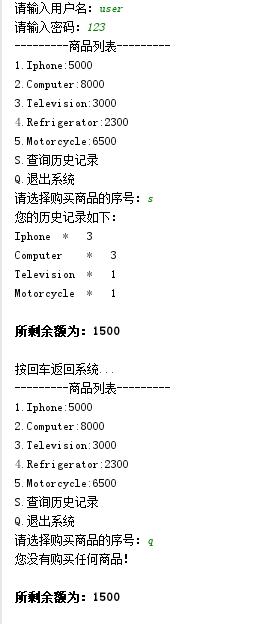 请输入用户名：user
请输入密码：123
---------商品列表---------
1.Iphone:5000
2.Computer:8000
3.Television:3000
4.Refrigerator:2300
5.Motorcycle:6500
S.查询历史记录
Q.退出系统
请选择购买商品的序号：s
您的历史记录如下：
Iphone * 3
Computer * 3
Television * 1
Motorcycle * 1
所剩余额为：1500
按回车返回系统...
---------商品列表---------
1.Iphone:5000
2.Computer:8000
3.Television:3000
4.Refrigerator:2300
5.Motorcycle:6500
S.查询历史记录
Q.退出系统
请选择购买商品的序号：q
您没有购买任何商品！
所剩余额为：1500